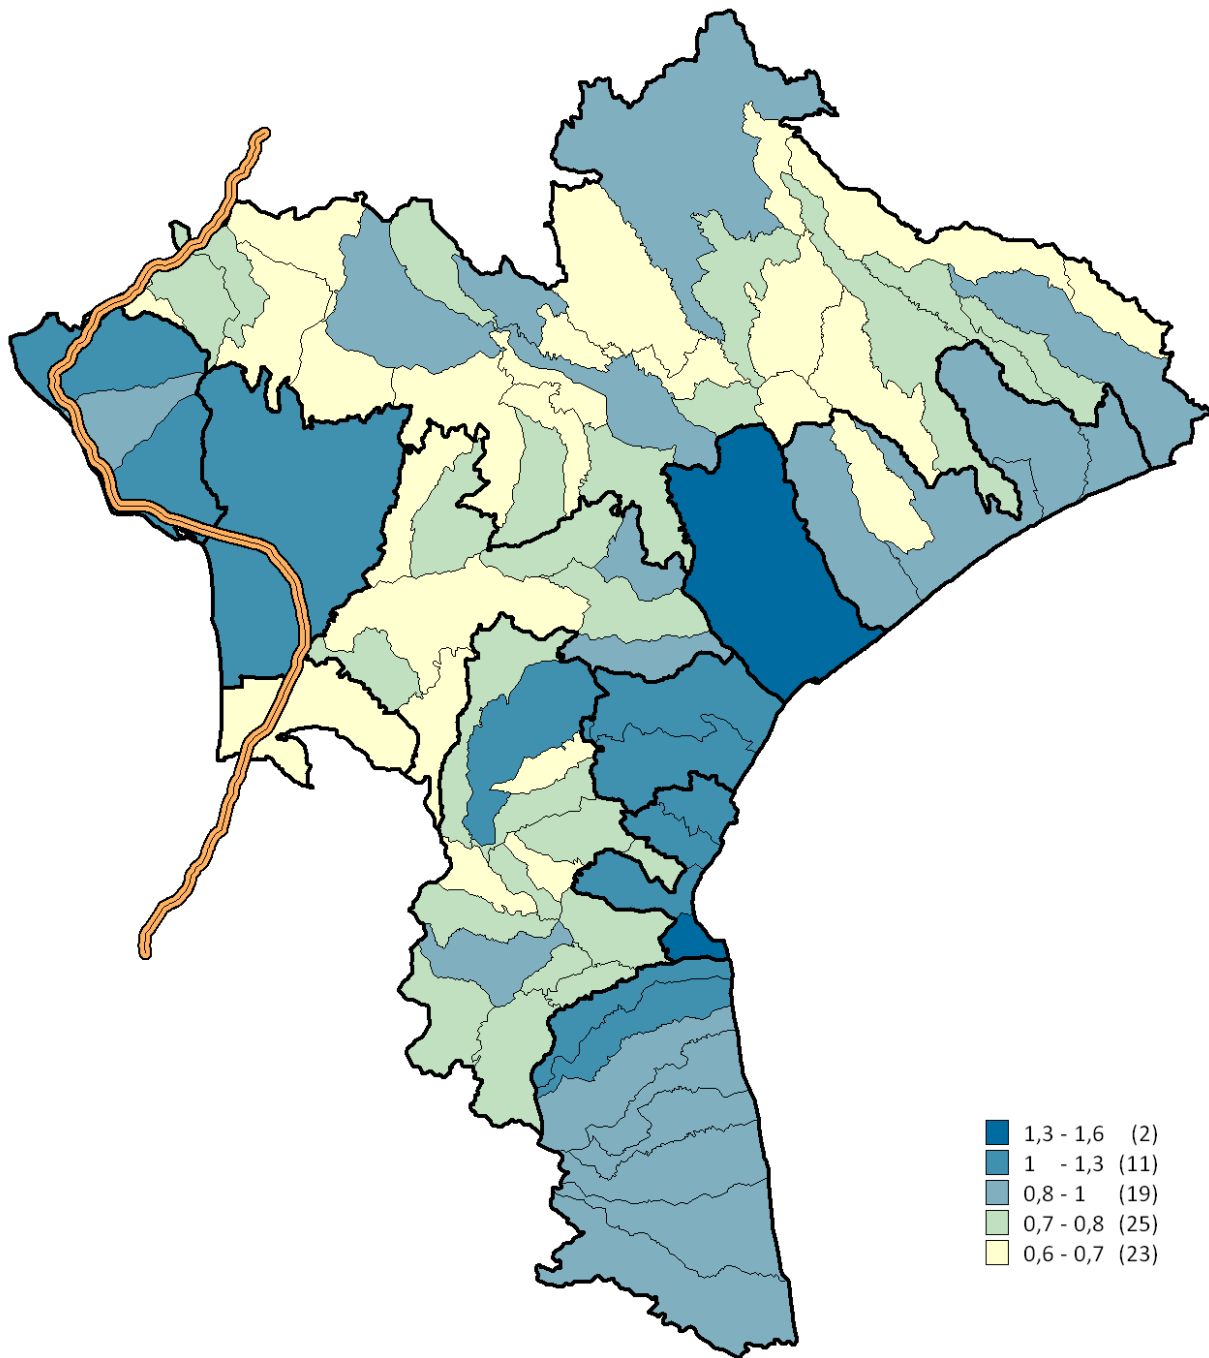 1,3 - 1,6 (2)
1 - 1,3 (11)
0,8 - 1 (19)
0,7 - 0,8 (25)
0,6 - 0,7 (23)